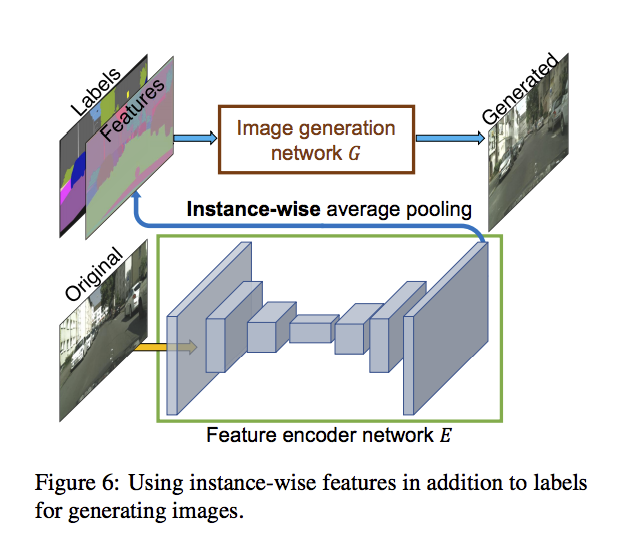 Labels
Features
Generated
Image generation
network G
Instance-wise average pooling
Original
Feature encoder network E
Figure 6: Using instance-wise features in addition to labels
for generating images.